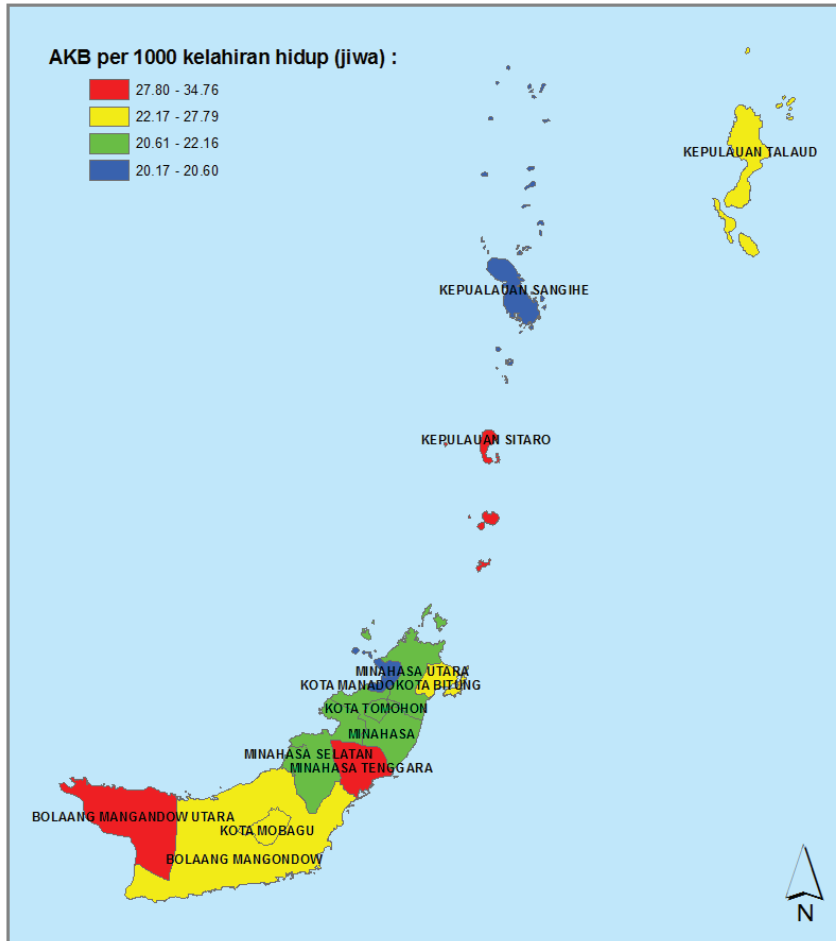 AKB per 1000 kelahiran hidup (jiwa) :
27.80 - 34.76
22.17 - 27.79
20.61 - 22.16
20.17 - 20.60
KEPULAUAN TALAUD
KEPUALAUAN SANGIHE
KEPULAUAN SITARO
MINAHASA UTARA
KOTA MANADO
KOTA BITUNG
KOTA TOMOHON
MINAHASA
MINAHASA SELATAN
MINAHASA TENGGARA
BOLAANG MANGANDOW UTARA
KOTA MOBAGU
BOLAANG MANGONDOW
N